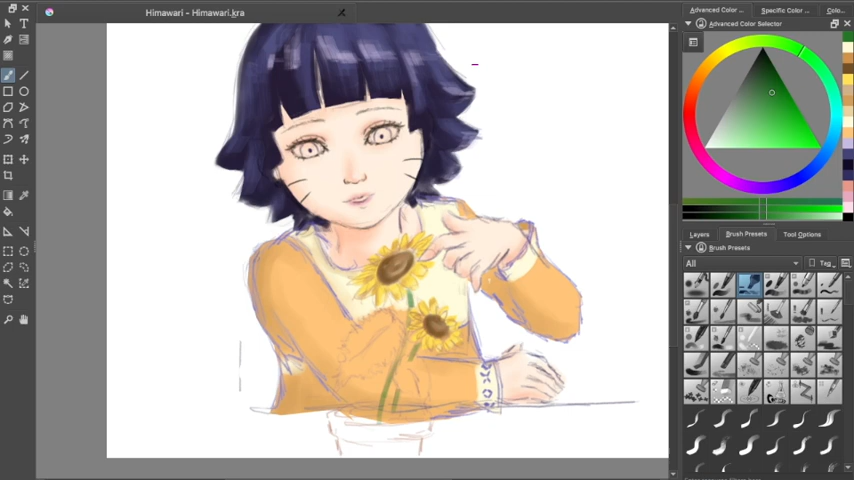 Himawari - Himawari.kra
Advanced Color ...
Specific Color ...
Colo...
Advanced Color Selector
Layers
Brush Presets
Tool Options
Brush Presets
All
Tag